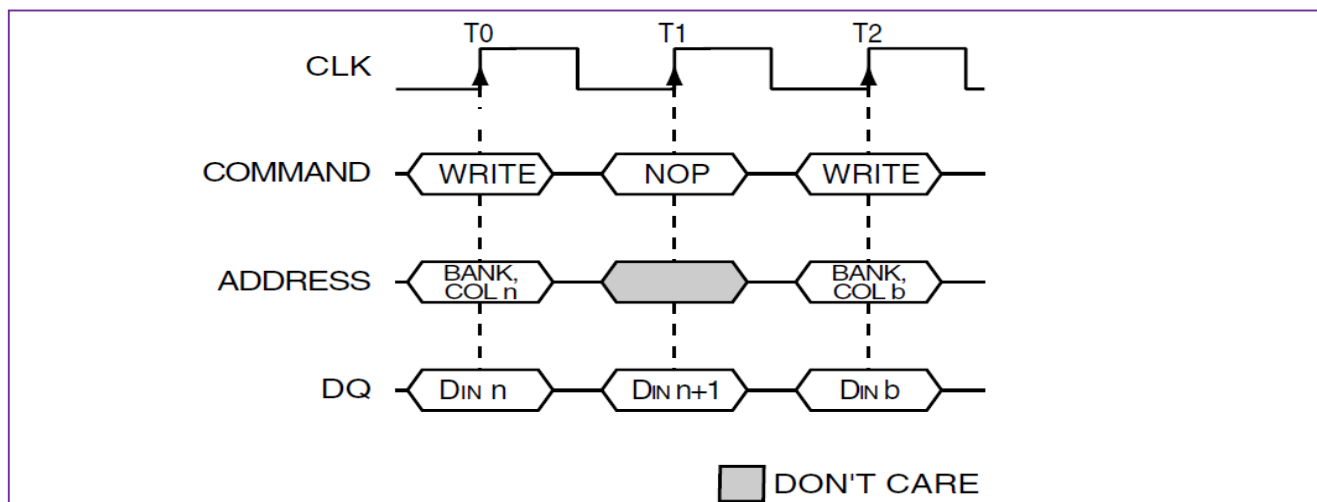 T0 T1 T2
CLK
COMMAND WRITE NOP WRITE
ADDRESS BANK, COL n BANK, COL b
DQ DIN n DIN n+1 DIN b
DON'T CARE